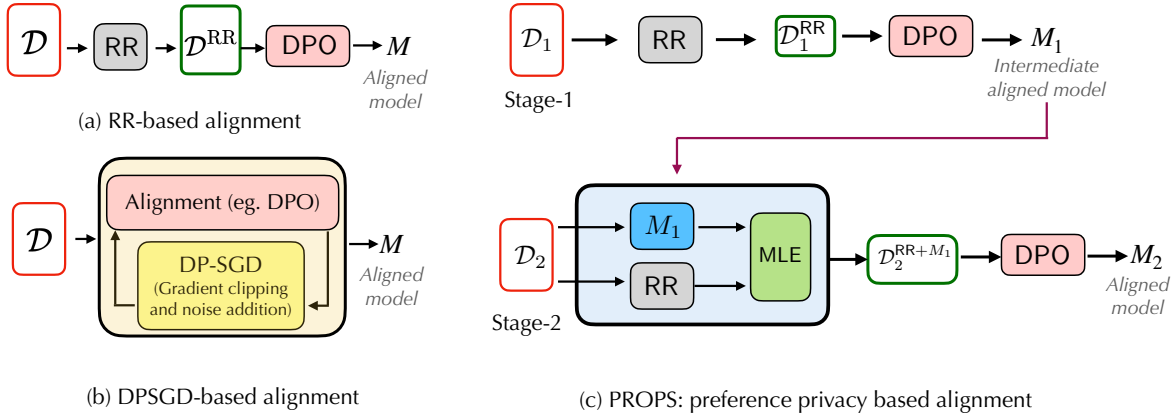 𝒟
RR
𝒟^RR
DPO
M
Aligned
model
(a) RR-based alignment
𝒟
Alignment (eg. DPO)
DP-SGD
(Gradient clipping
and noise addition)
M
Aligned
model
(b) DPSGD-based alignment
𝒟₁
RR
𝒟₁^RR
DPO
M₁
Intermediate
aligned model
Stage-1
𝒟₂
M₁
RR
MLE
𝒟₂^RR+M₁
DPO
M₂
Aligned
model
Stage-2
(c) PROPS: preference privacy based alignment